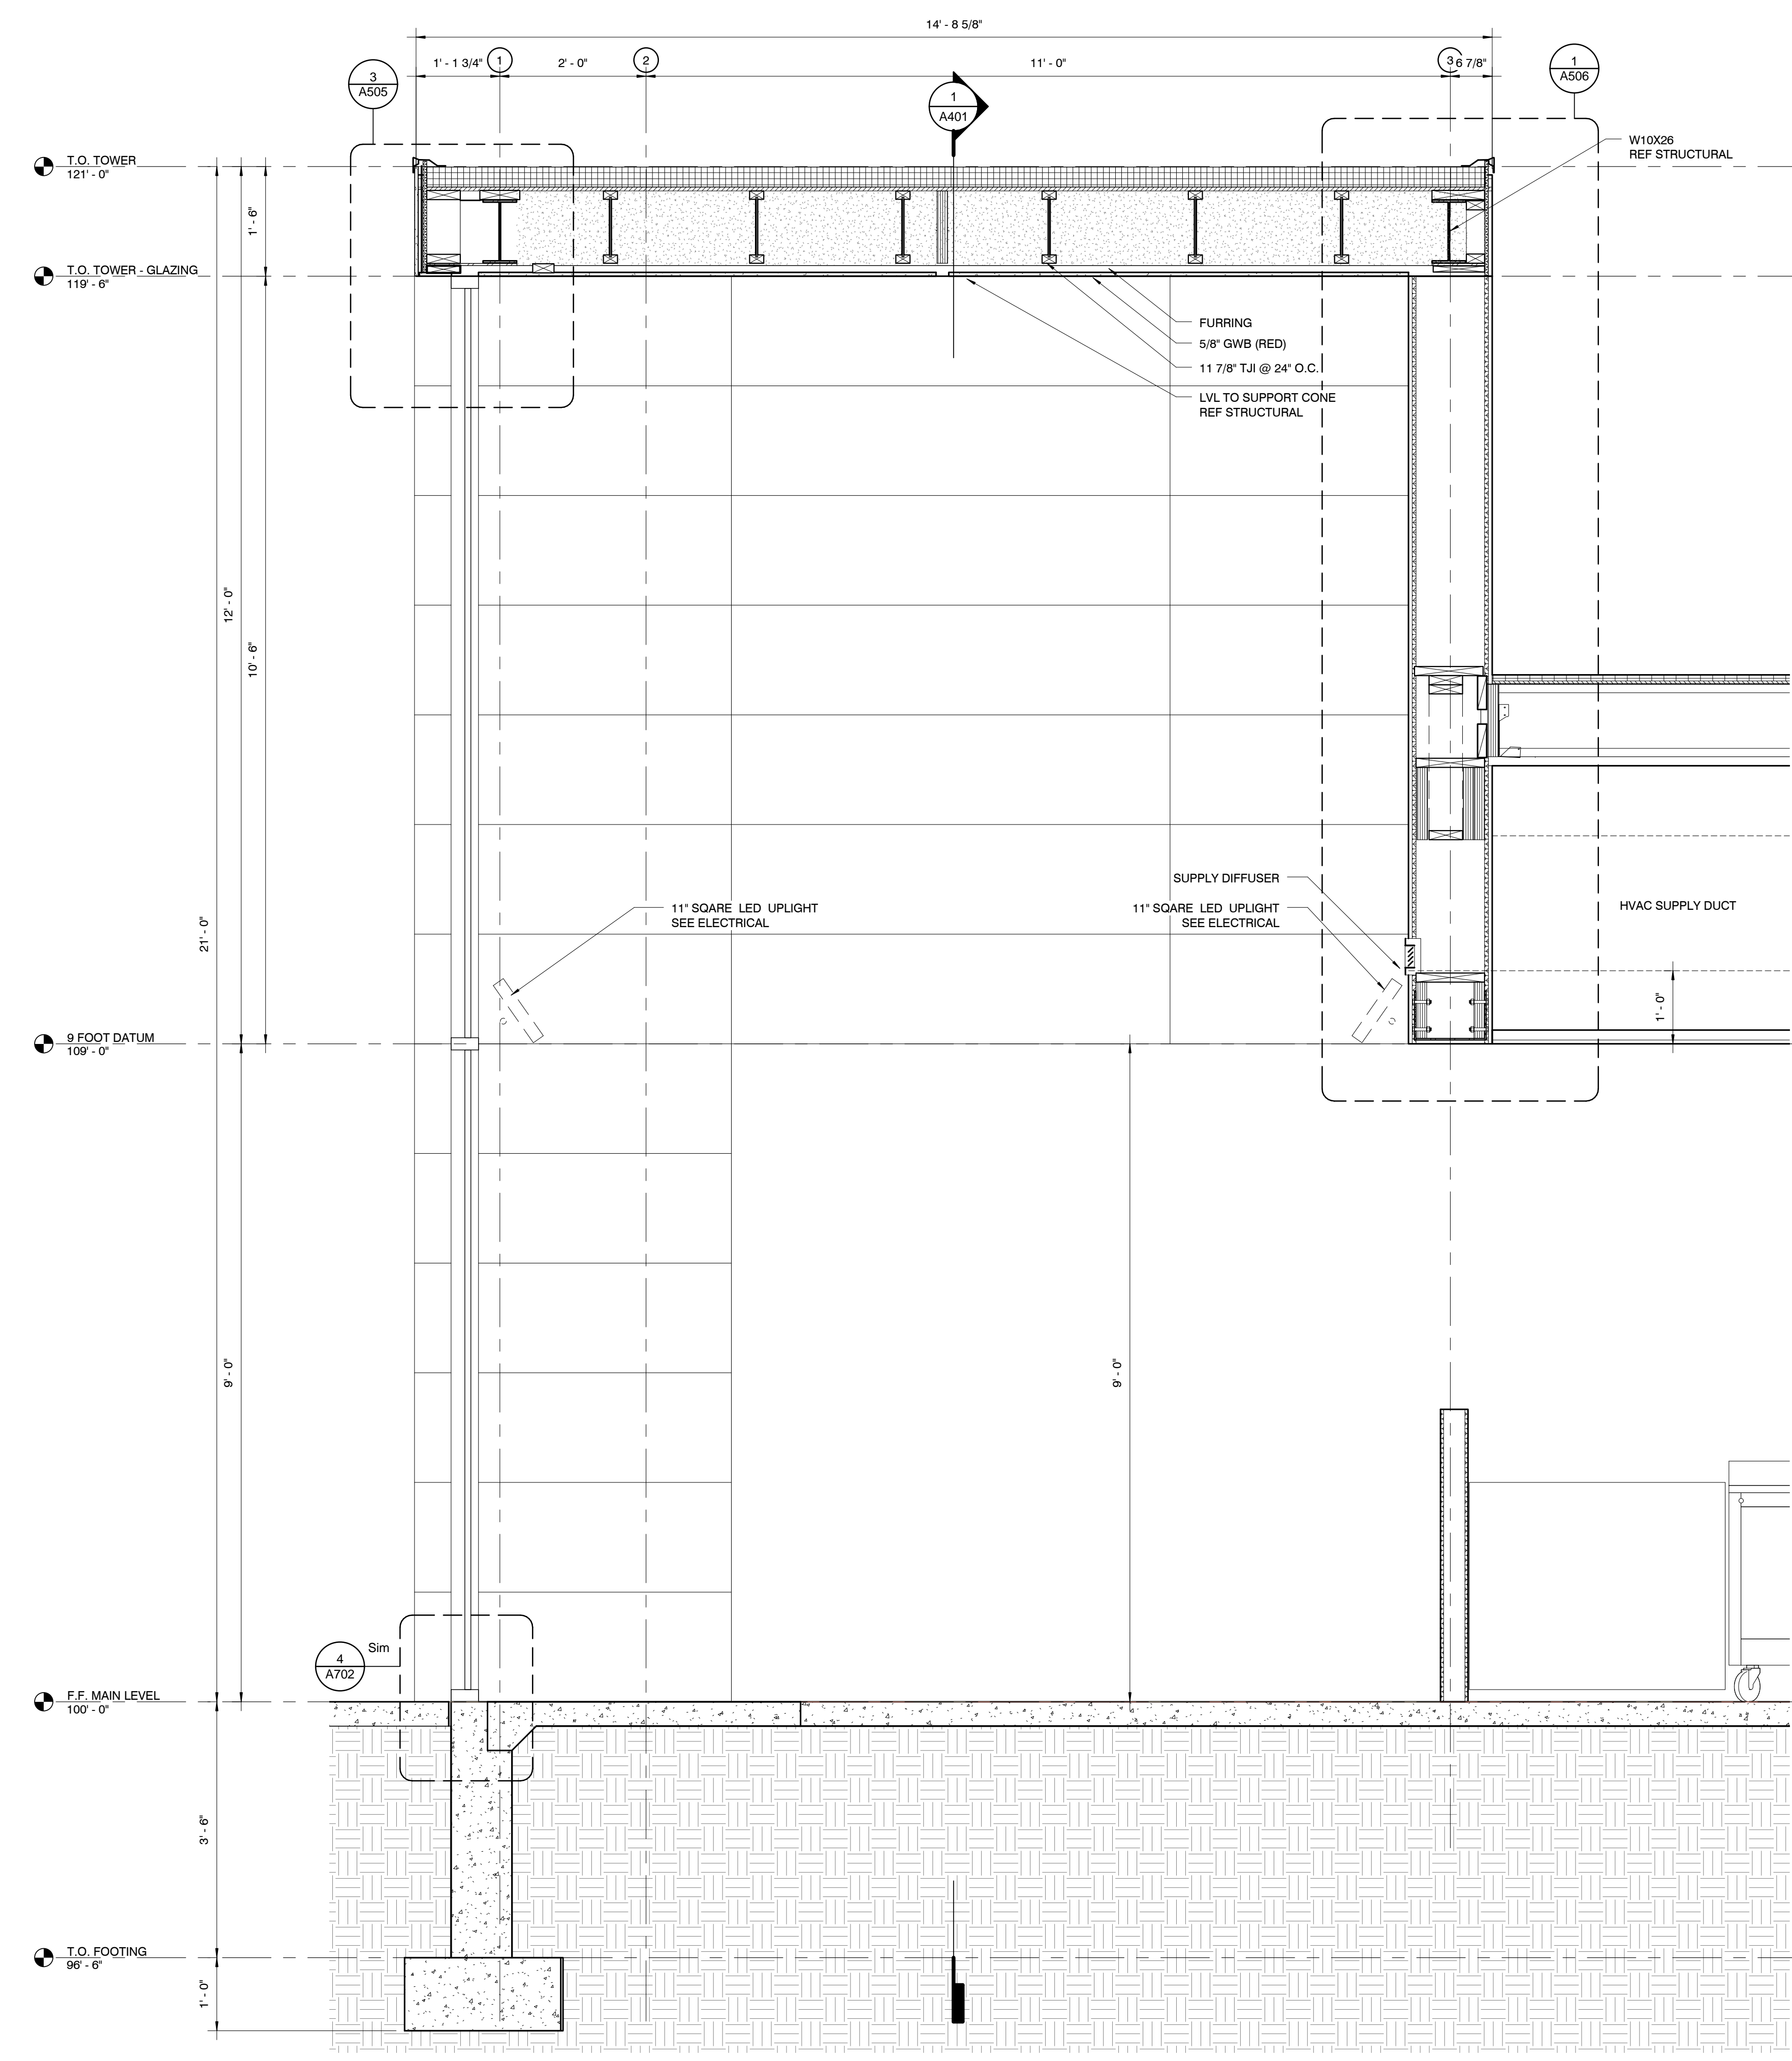 14' - 8 5/8"
1' - 1 3/4"
1
2' - 0"
2
11' - 0"
3
6 7/8"
3
A505
1
A401
1
A506
W10X26
REF STRUCTURAL
T.O. TOWER
121' - 0"
1' - 6"
T.O. TOWER - GLAZING
119' - 6"
FURRING
5/8" GWB (RED)
11 7/8" TJI @ 24" O.C.
LVL TO SUPPORT CONE
REF STRUCTURAL
12' - 0"
10' - 6"
SUPPLY DIFFUSER
11" SQARE LED UPLIGHT
SEE ELECTRICAL
11" SQARE LED UPLIGHT
SEE ELECTRICAL
HVAC SUPPLY DUCT
21' - 0"
1' - 0"
9 FOOT DATUM
109' - 0"
9' - 0"
9' - 0"
4
A702
Sim
F.F. MAIN LEVEL
100' - 0"
3' - 6"
T.O. FOOTING
96' - 6"
1' - 0"